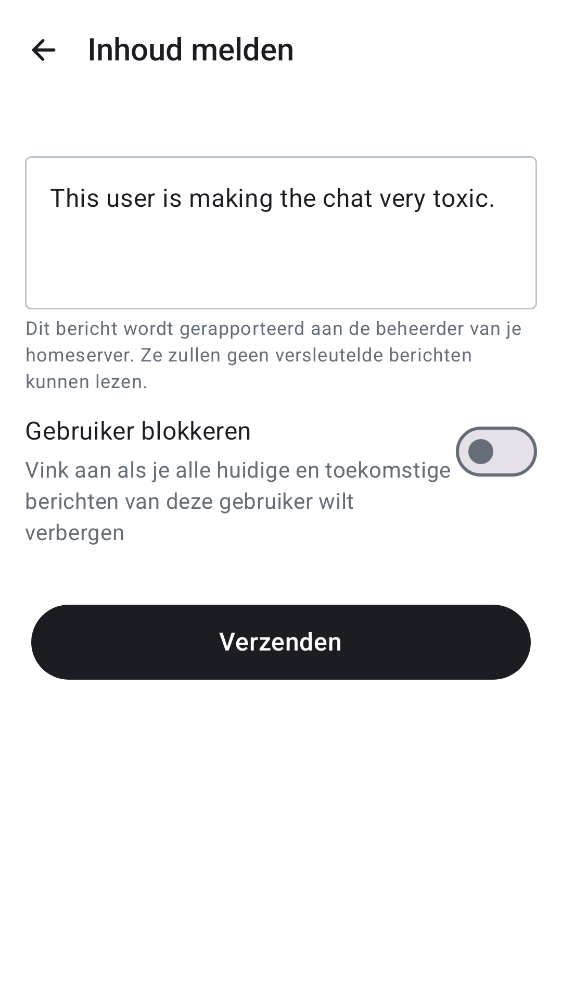 Inhoud melden
This user is making the chat very toxic.
Dit bericht wordt gerapporteerd aan de beheerder van je
homeserver. Ze zullen geen versleutelde berichten
kunnen lezen.
Gebruiker blokkeren
Vink aan als je alle huidige en toekomstige
berichten van deze gebruiker wilt
verbergen
Verzenden